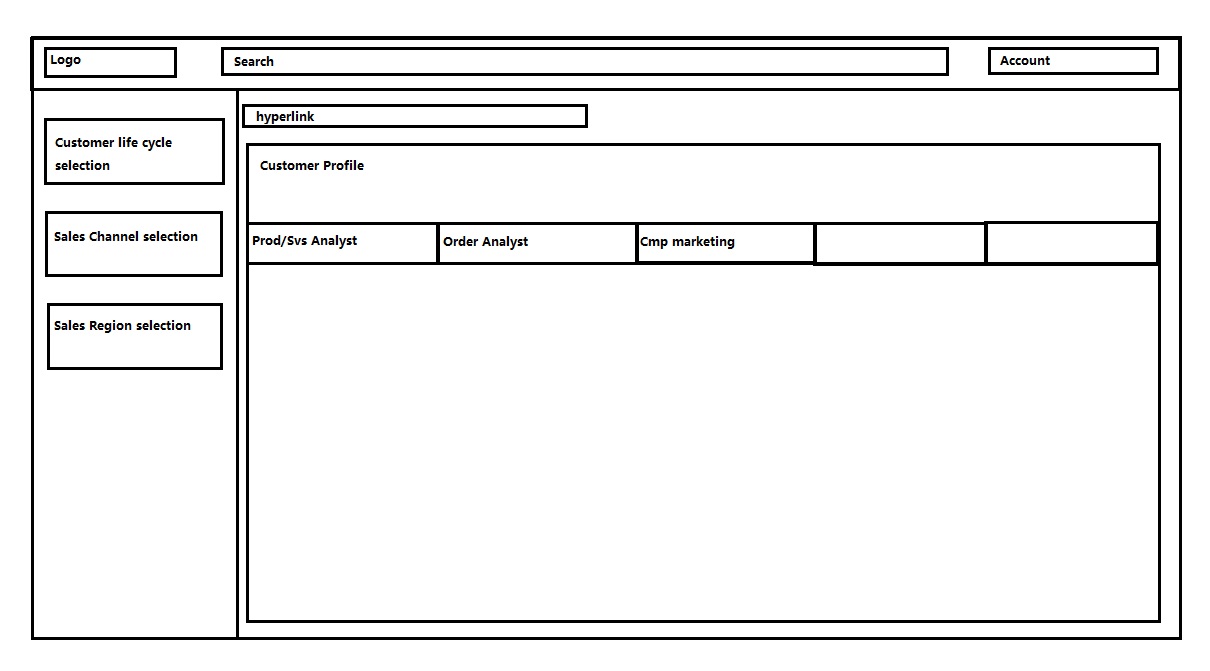 Logo
Search
Account
hyperlink
Customer life cycle
selection
Customer Profile
Sales Channel selection
Prod/Svs Analyst
Order Analyst
Cmp marketing
Sales Region selection